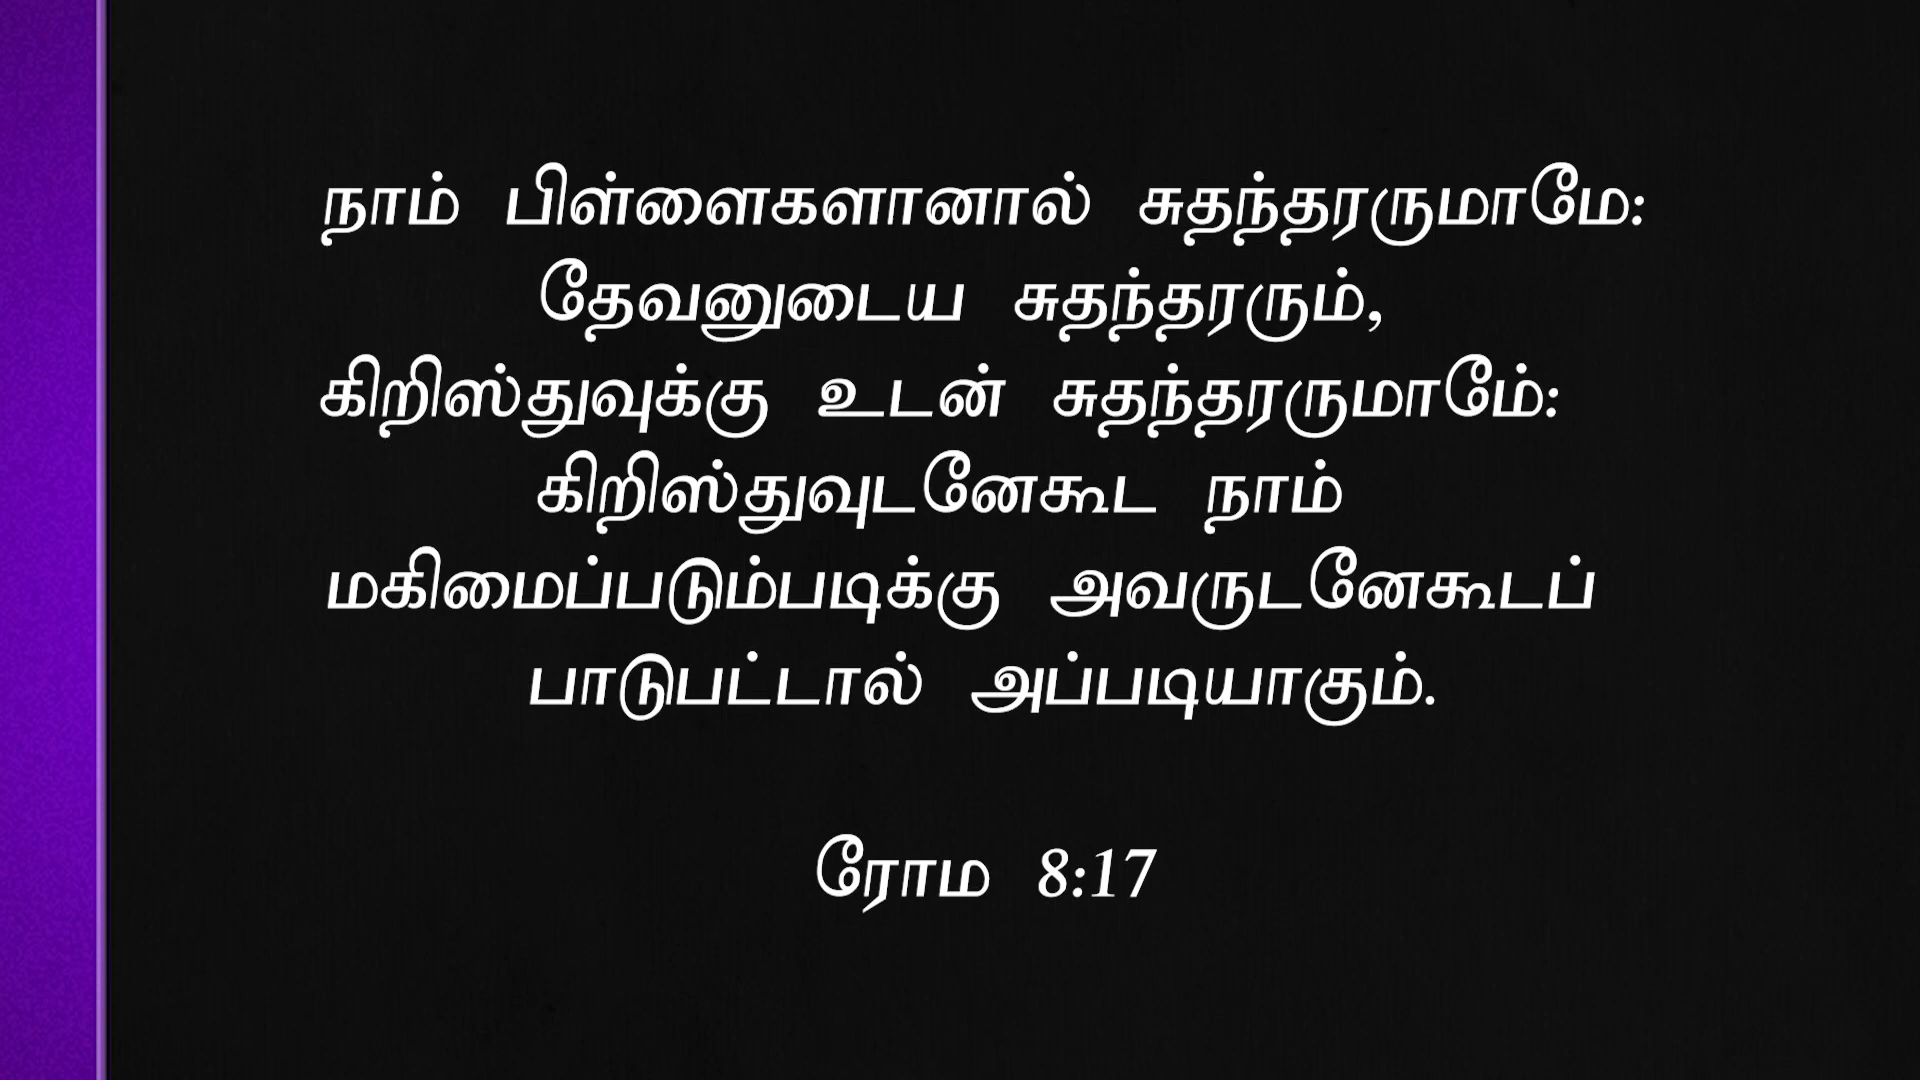 நாம் பிள்ளைகளானால் சுதந்தரருமாமே:
தேவனுடைய சுதந்தரரும்,
கிறிஸ்துவுக்கு உடன் சுதந்தரருமாமே்:
கிறிஸ்துவுடனேகூட நாம்
மகிமைப்படும்படிக்கு அவருடனேகூடப்
பாடுபட்டால் அப்படியாகும்.
ரோம 8:17